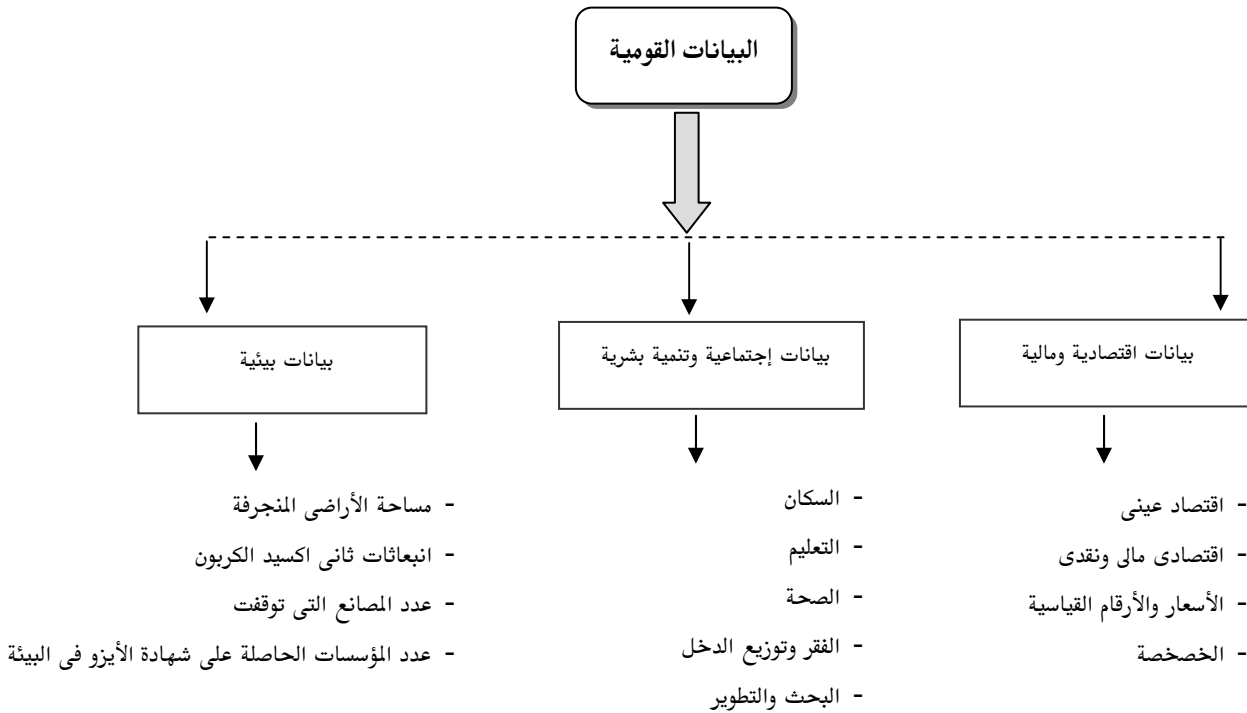 البيانات القومية
بيانات اقتصادية ومالية
- اقتصاد عينى
- اقتصادى مالى ونقدى
- الأسعار والأرقام القياسية
- الخصخصة
بيانات إجتماعية وتنمية بشرية
- السكان
- التعليم
- الصحة
- الفقر وتوزيع الدخل
- البحث والتطوير
بيانات بيئية
- مساحة الأراضى المنجرفة
- انبعاثات ثانى اكسيد الكربون
- عدد المصانع التى توقفت
- عدد المؤسسات الحاصلة على شهادة الأيزو فى البيئة